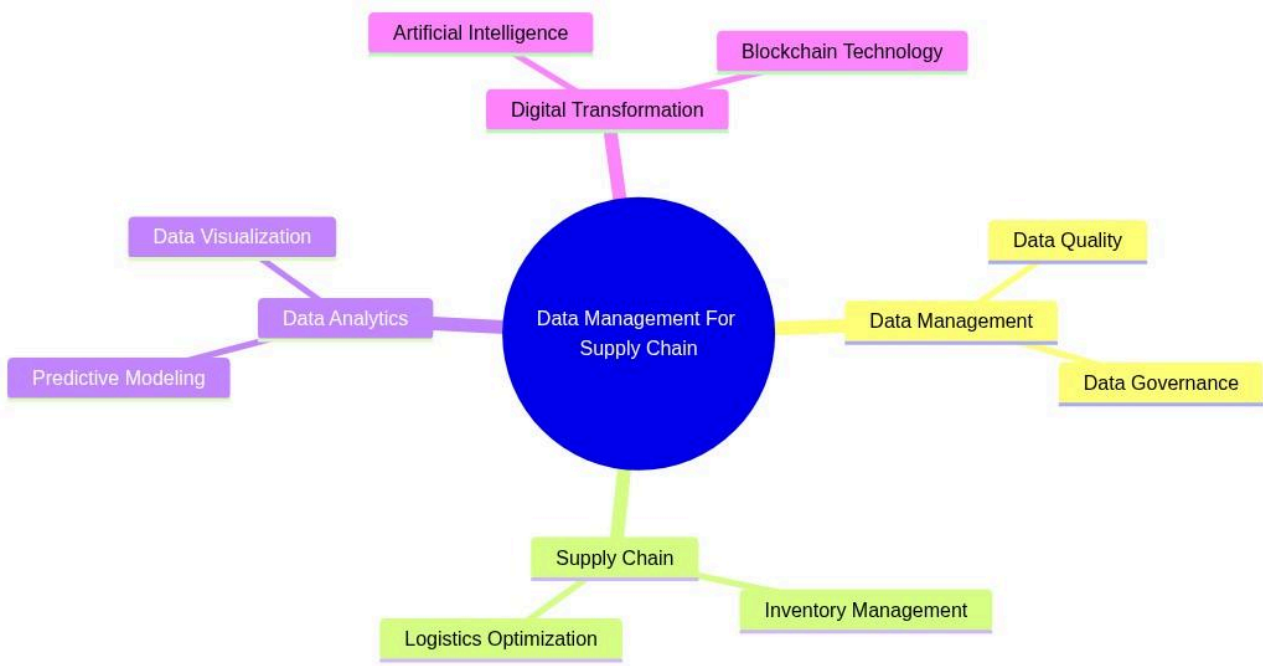 Artificial Intelligence
Blockchain Technology
Digital Transformation
Data Visualization
Data Analytics
Predictive Modeling
Data Management For
Supply Chain
Data Quality
Data Management
Data Governance
Supply Chain
Inventory Management
Logistics Optimization